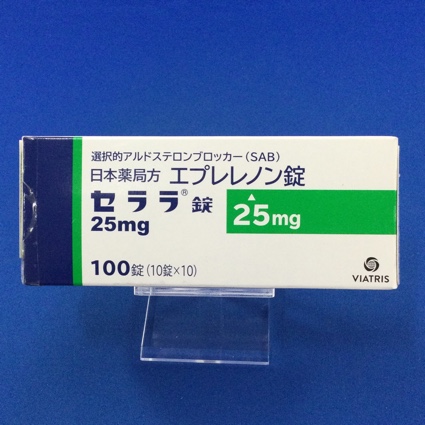 選択的アルドステロンブロッカー（SAB）
日本薬局方 エプレレノン錠
セララ®錠
25mg
25mg
100錠（10錠×10）
VIATRIS